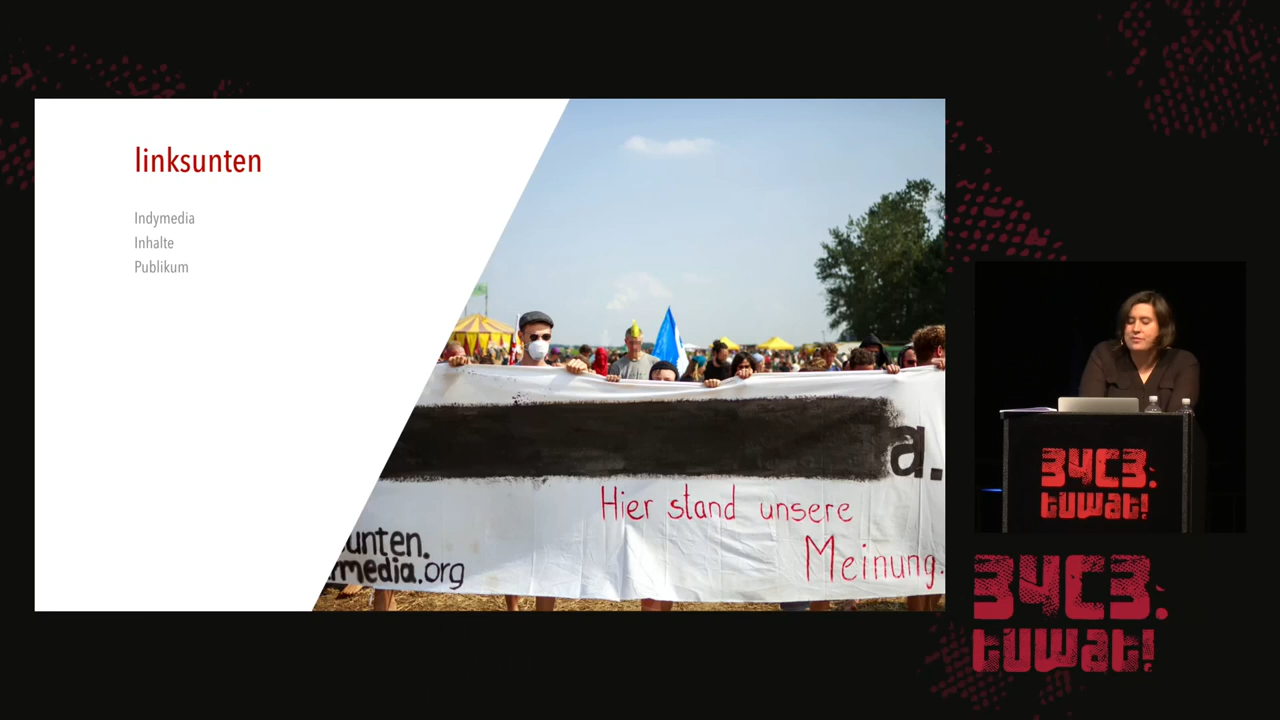 linksunten
Indymedia
Inhalte
Publikum
a.
Hier stand unsere
Meinung.
unten.
media.org
34C3.
tuwat!
34C3.
tuwat!